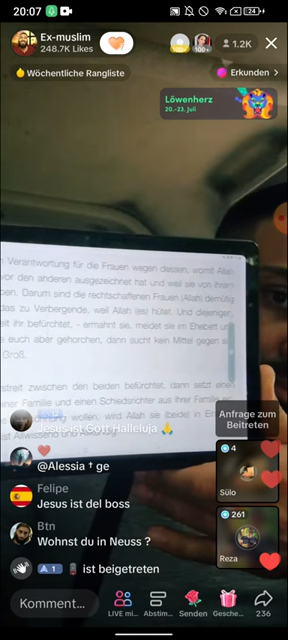 20:07
24
Ex-muslim
248.7K Likes
100+
1.2K
Wöchentliche Rangliste
Erkunden >
Löwenherz
20.-23. Juli
Verantwortung für die Frauen wegen dessen, womit Allah
vor den anderen ausgezeichnet hat und weil sie von ihrem
Darum sind die rechtschaffenen Frauen (Allah) demütig
das zu Verbergende, weil Allah (es) hütet. Und diejenigen,
ihr befürchtet, - ermahnt sie, meidet sie im Ehebett und
euch aber gehorchen, dann sucht kein Mittel gegen sie
Groß.
streit zwischen den beiden befürchtet, dann setzt einen
einer Familie und einen Schiedsrichter aus ihrer Familie
wollen, wird Allah sie (beide) in
ist Allwissend und
Jesus ist Gott Halleluja 🙏
Anfrage zum
Beitreten
@Alessia ✝ ge
4
Sülo
Felipe
Jesus ist del boss
Btn
Wohnst du in Neuss ?
261
Reza
A 1 ist beigetreten
Komment...
LIVE mi...
Abstim...
Senden
Gesche...
236